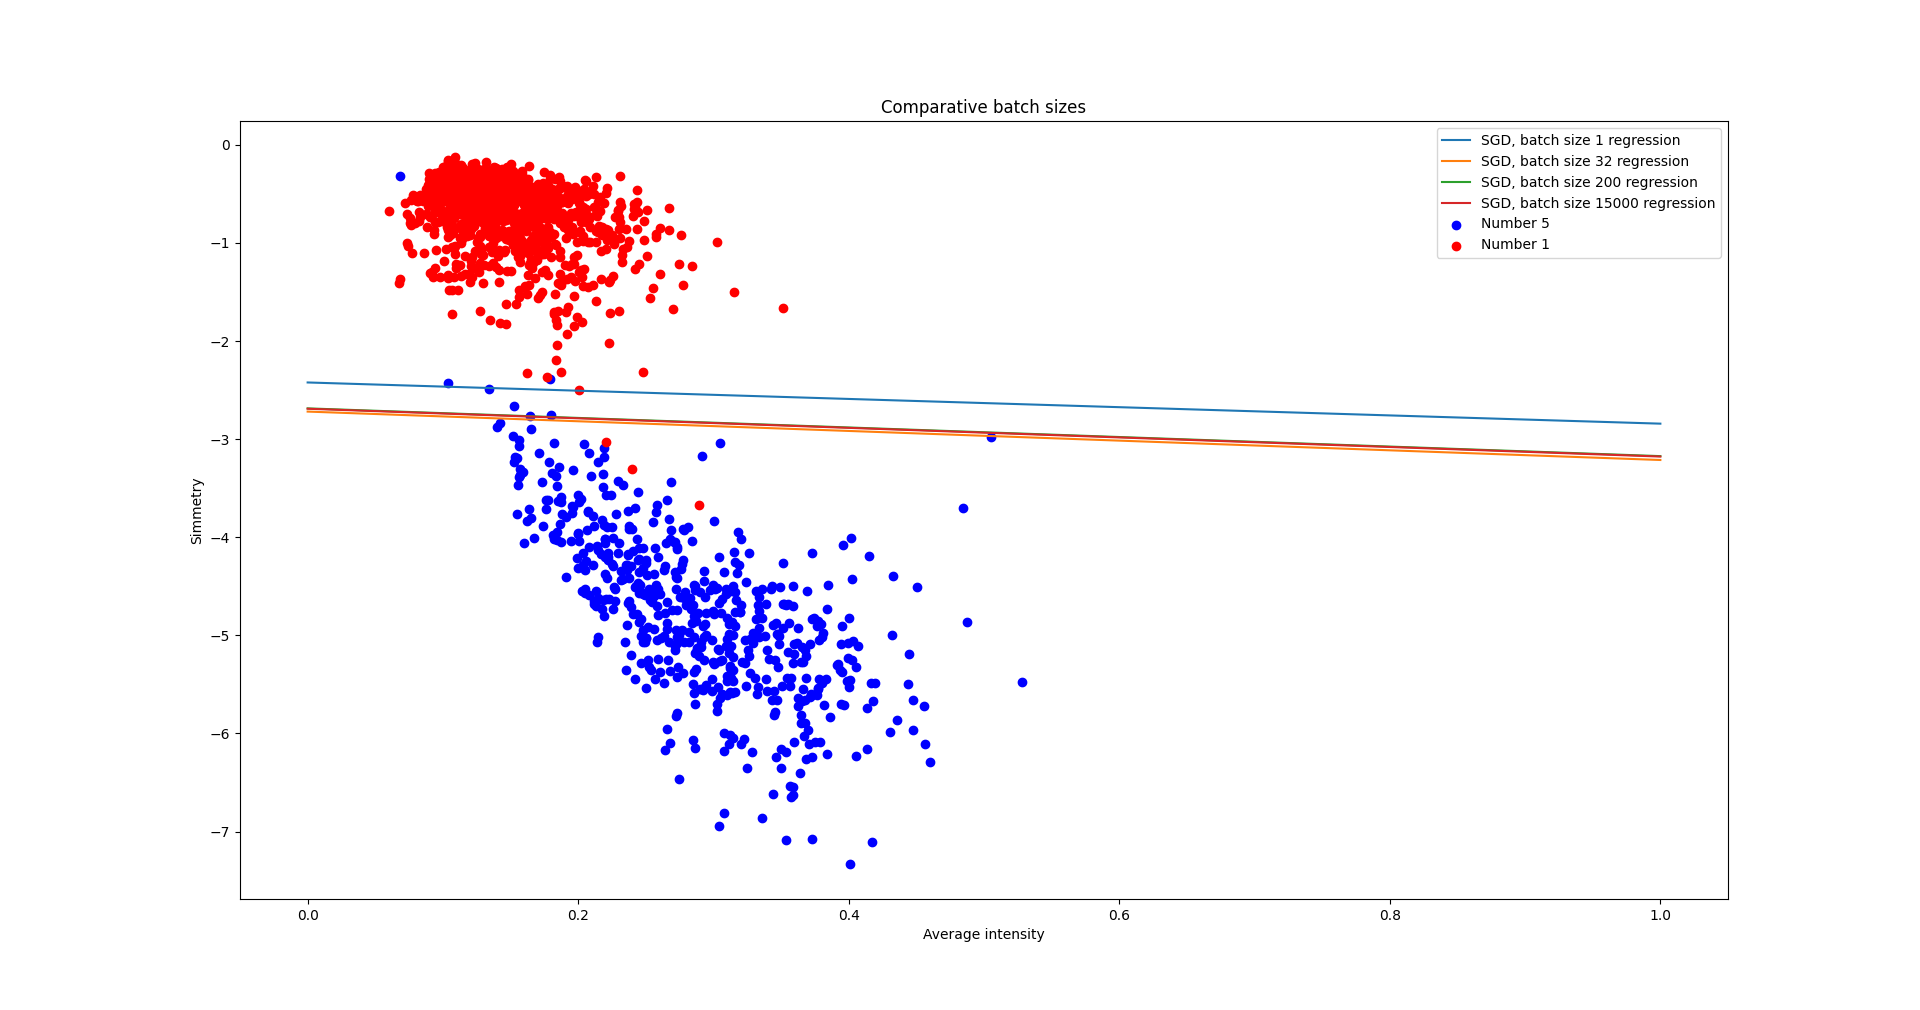 Comparative batch sizes
SGD, batch size 1 regression
SGD, batch size 32 regression
SGD, batch size 200 regression
SGD, batch size 15000 regression
Number 5
Number 1
Simmetry
0
−1
−2
−3
−4
−5
−6
−7
0.0 0.2 0.4 0.6 0.8 1.0
Average intensity